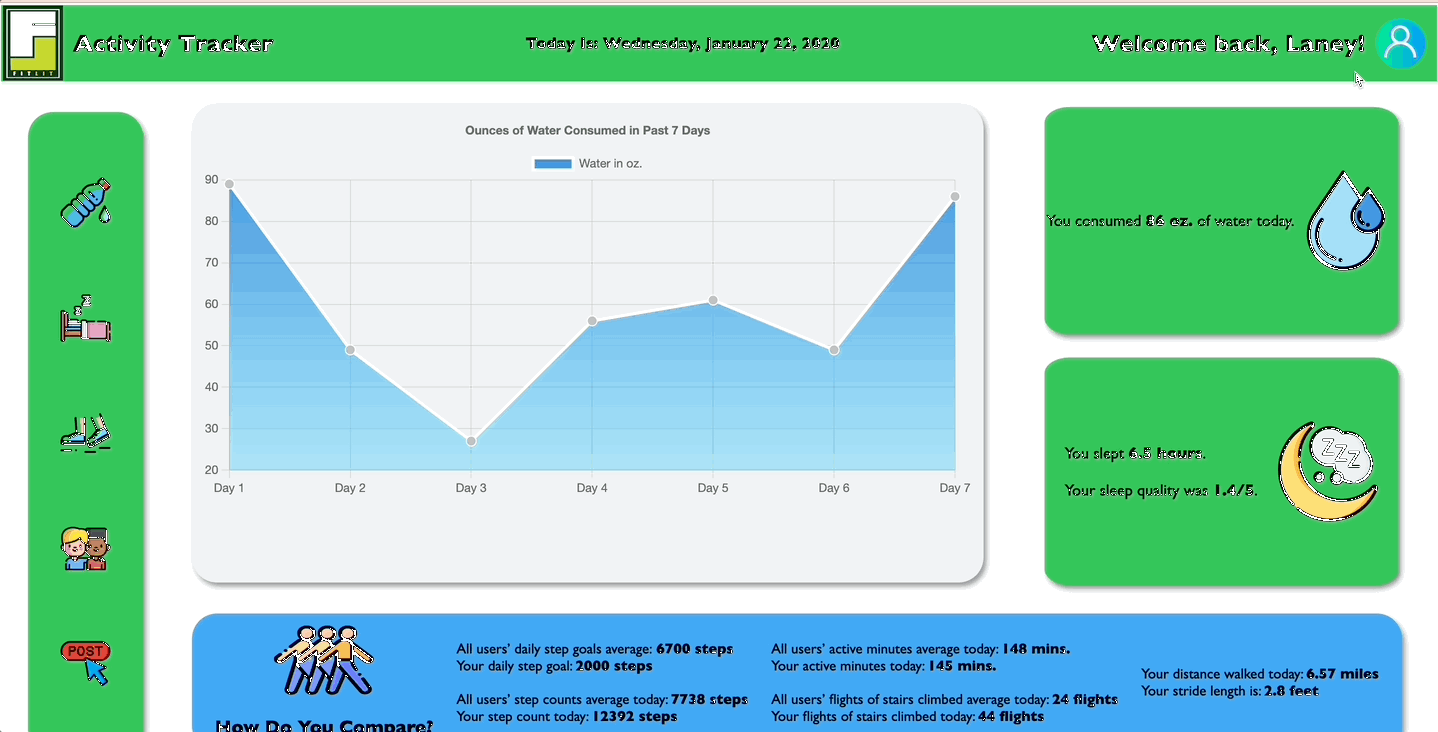 FITLIT
Activity Tracker
Today is: Wednesday, January 22, 2020
Welcome back, Laney!
Ounces of Water Consumed in Past 7 Days
Water in oz.
90
80
70
60
50
40
30
20
Day 1 Day 2 Day 3 Day 4 Day 5 Day 6 Day 7
You consumed 86 oz. of water today.
You slept 6.5 hours.
Your sleep quality was 1.4/5.
ZZZ
z z
POST
How Do You Compare?
All users' daily step goals average: 6700 steps
Your daily step goal: 2000 steps
All users' step counts average today: 7738 steps
Your step count today: 12392 steps
All users' active minutes average today: 148 mins.
Your active minutes today: 145 mins.
All users' flights of stairs climbed average today: 24 flights
Your flights of stairs climbed today: 44 flights
Your distance walked today: 6.57 miles
Your stride length is: 2.8 feet